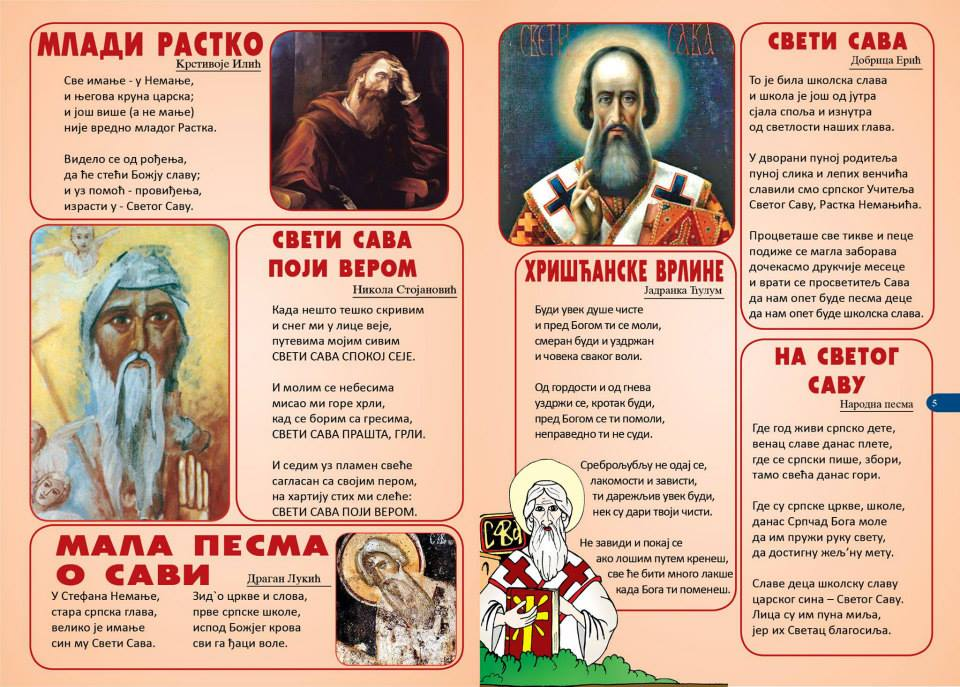 МЛАДИ РАСТКО
Крстивоје Илић
Све имање - у Немање,
и његова круна царска;
и још више (а не мање)
није вредно младог Растка.
Видело се од рођења,
да ће стећи Божју славу;
и уз помоћ - провиђења,
израсти у - Светог Саву.
СВЕТИ САВА
ПОЈИ ВЕРОМ
Никола Стојановић
Када нешто тешко скривим
и снег ми у лице веје,
путевима мојим сивим
СВЕТИ САВА СПОКОЈ СЕЈЕ.
И молим се небесима
мисао ми горе хрли,
кад се борим са гресима,
СВЕТИ САВА ПРАШТА, ГРЛИ.
И седим уз пламен свеће
сагласан са својим пером,
на хартију стих ми слеће:
СВЕТИ САВА ПОЈИ ВЕРОМ.
МАЛА ПЕСМА
О САВИ
Драган Лукић
У Стефана Немање,
стара српска глава,
велико је имање
син му Свети Сава.
Зид`о цркве и слова,
прве српске школе,
испод Божјег крова
сви га ђаци воле.
СВЕТИ САВА
ХРИШЋАНСКЕ ВРЛИНЕ
Јадранка Ћулум
Буди увек душе чисте
и пред Богом ти се моли,
смеран буди и уздржан
и човека сваког воли.
Од гордости и од гнева
уздржи се, кротак буди,
пред Богом се ти помоли,
неправедно ти не суди.
Среброљубљу не одај се,
лакомости и зависти,
ти дарежљив увек буди,
нек су дари твоји чисти.
Не завиди и покај се
ако лошим путем кренеш,
све ће бити много лакше
када Бога ти поменеш.
САВА
СВЕТИ САВА
Добрица Ерић
То је била школска слава
и школа је још од јутра
сјала споља и изнутра
од светлости наших глава.
У дворани пуној родитеља
пуној слика и лепих венчића
славили смо српског Учитеља
Светог Саву, Растка Немањића.
Процветаше све тикве и пеце
подиже се магла заборава
дочекасмо друкчије месеце
и врати се просветитељ Сава
да нам опет буде песма деце
да нам опет буде школска слава.
НА СВЕТОГ
САВУ
Народна песма
Где год живи српско дете,
венац славе данас плете,
где се српски пише, збори,
тамо свећа данас гори.
Где су српске цркве, школе,
данас Српчад Бога моле
да им пружи руку свету,
да достигну жељ’ну мету.
Славе деца школску славу
царског сина – Светог Саву.
Лица су им пуна миља,
јер их Светац благосиља.
5